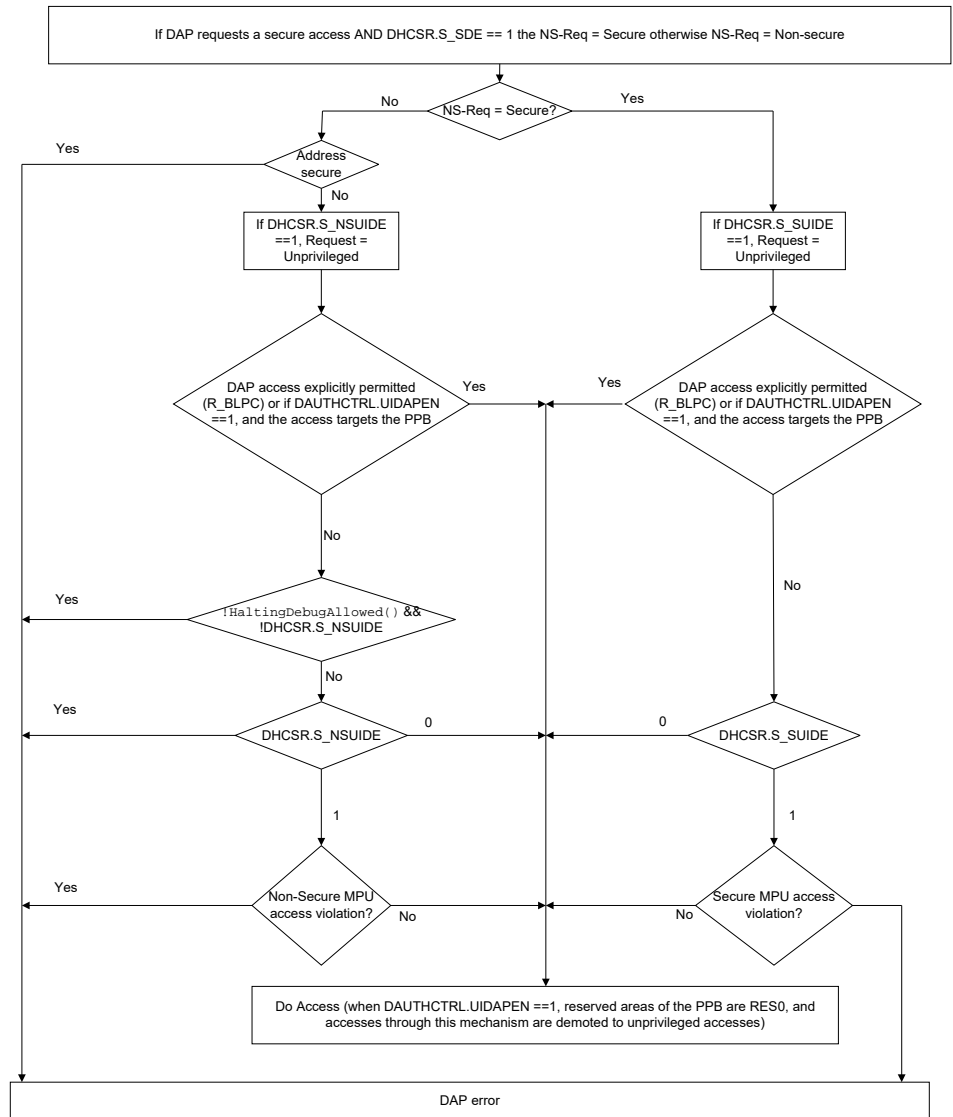 If DAP requests a secure access AND DHCSR.S_SDE == 1 the NS-Req = Secure otherwise NS-Req = Non-secure
No
NS-Req = Secure?
Yes
Yes
Address
secure
No
If DHCSR.S_NSUIDE
==1, Request =
Unprivileged
If DHCSR.S_SUIDE
==1, Request =
Unprivileged
DAP access explicitly permitted
(R_BLPC) or if DAUTHCTRL.UIDAPEN
==1, and the access targets the PPB
Yes
Yes
DAP access explicitly permitted
(R_BLPC) or if DAUTHCTRL.UIDAPEN
==1, and the access targets the PPB
No
No
Yes
!HaltingDebugAllowed() &&
!DHCSR.S_NSUIDE
No
Yes
DHCSR.S_NSUIDE
0
0
DHCSR.S_SUIDE
1
1
Yes
Non-Secure MPU
access violation?
No
No
Secure MPU access
violation?
Do Access (when DAUTHCTRL.UIDAPEN ==1, reserved areas of the PPB are RES0, and
accesses through this mechanism are demoted to unprivileged accesses)
DAP error